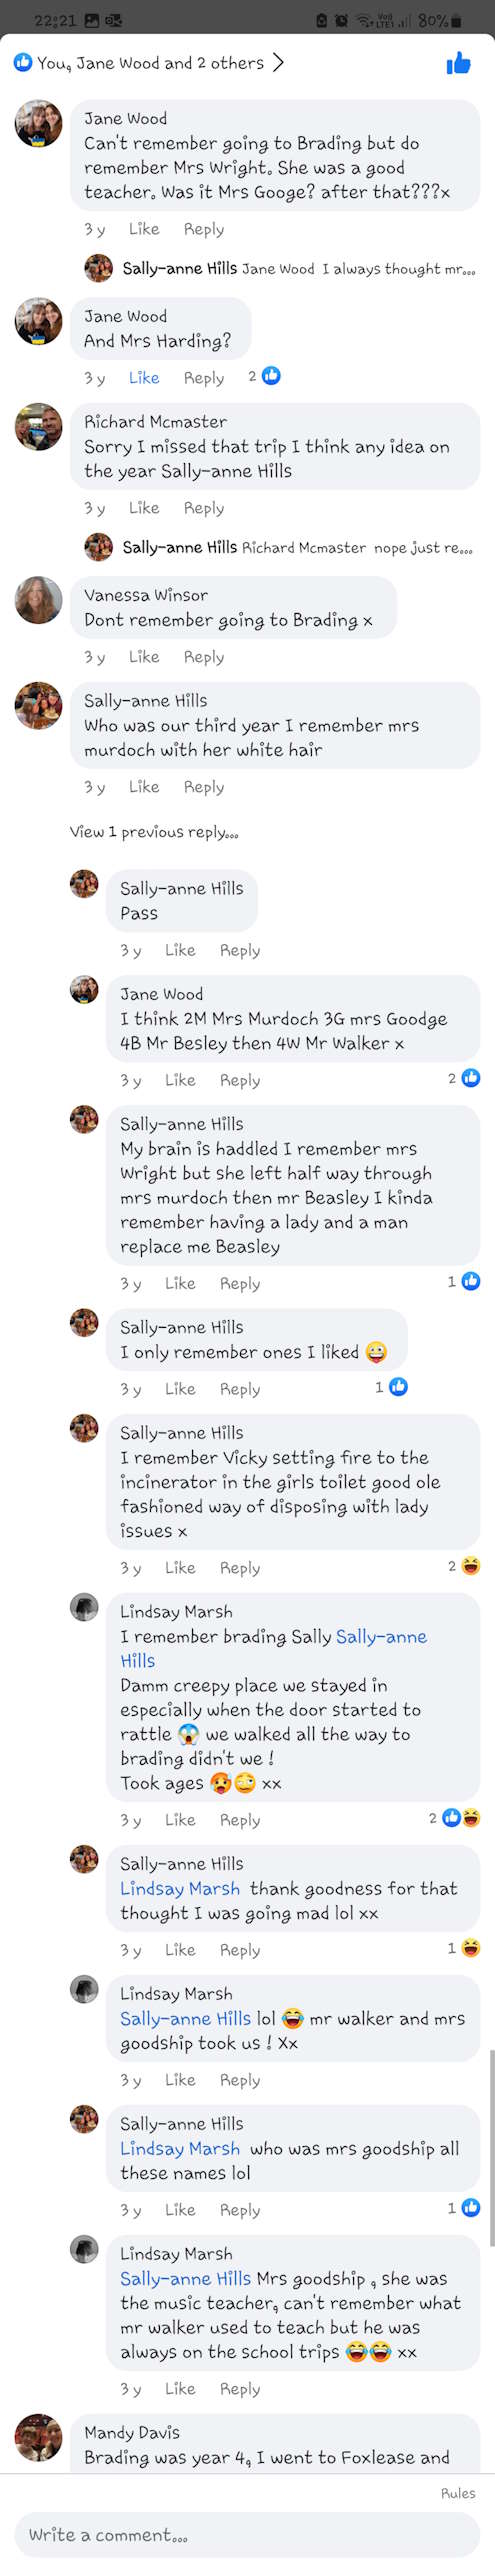 22:21
VoI)
LTE1
80%
You, Jane Wood and 2 others
Jane Wood
Can't remember going to Brading but do
remember Mrs Wright. She was a good
teacher. Was it Mrs Googe? after that???x
3 y Like Reply
Sally-anne Hills Jane Wood I always thought mr...
Jane Wood
And Mrs Harding?
3 y Like Reply 2
Richard Mcmaster
Sorry I missed that trip I think any idea on
the year Sally-anne Hills
3 y Like Reply
Sally-anne Hills Richard Mcmaster nope just re...
Vanessa Winsor
Dont remember going to Brading x
3 y Like Reply
Sally-anne Hills
Who was our third year I remember mrs
murdoch with her white hair
3 y Like Reply
View 1 previous reply...
Sally-anne Hills
Pass
3 y Like Reply
Jane Wood
I think 2M Mrs Murdoch 3G mrs Goodge
4B Mr Besley then 4W Mr Walker x
3 y Like Reply 2
Sally-anne Hills
My brain is haddled I remember mrs
Wright but she left half way through
mrs murdoch then mr Beasley I kinda
remember having a lady and a man
replace me Beasley
3 y Like Reply 1
Sally-anne Hills
I only remember ones I liked 🤪
3 y Like Reply 1
Sally-anne Hills
I remember Vicky setting fire to the
incinerator in the girls toilet good ole
fashioned way of disposing with lady
issues x
3 y Like Reply 2
Lindsay Marsh
I remember brading Sally Sally-anne
Hills
Damm creepy place we stayed in
especially when the door started to
rattle 😱 we walked all the way to
brading didn't we !
Took ages 🥵🙄 xx
3 y Like Reply 2
Sally-anne Hills
Lindsay Marsh thank goodness for that
thought I was going mad lol xx
3 y Like Reply 1
Lindsay Marsh
Sally-anne Hills lol 😂 mr walker and mrs
goodship took us ! Xx
3 y Like Reply
Sally-anne Hills
Lindsay Marsh who was mrs goodship all
these names lol
3 y Like Reply 1
Lindsay Marsh
Sally-anne Hills Mrs goodship , she was
the music teacher, can't remember what
mr walker used to teach but he was
always on the school trips 😂😂 xx
3 y Like Reply
Mandy Davis
Brading was year 4, I went to Foxlease and
Rules
Write a comment...